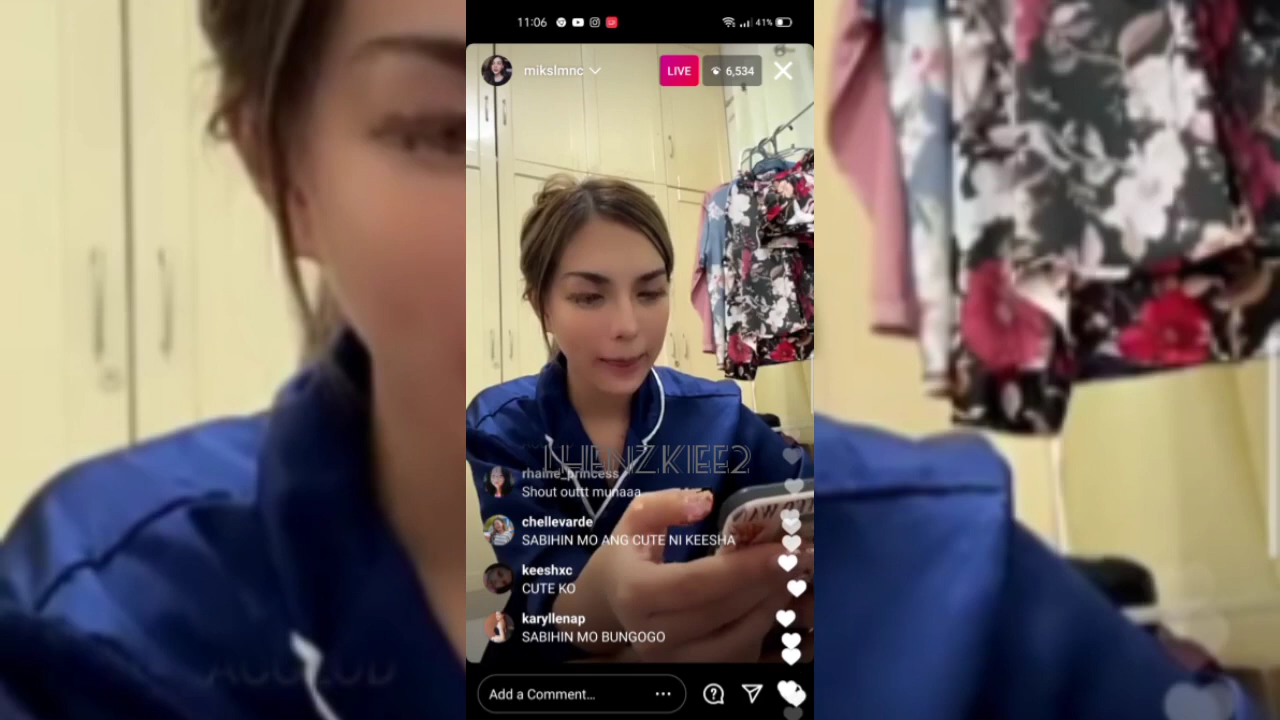 11:06
41%
mikslmnc
LIVE
6,534
rhaine_princess
Shout outtt munaaa
chellevarde
SABIHIN MO ANG CUTE NI KEESHA
keeshxc
CUTE KO
karyllenap
SABIHIN MO BUNGOGO
Add a Comment...